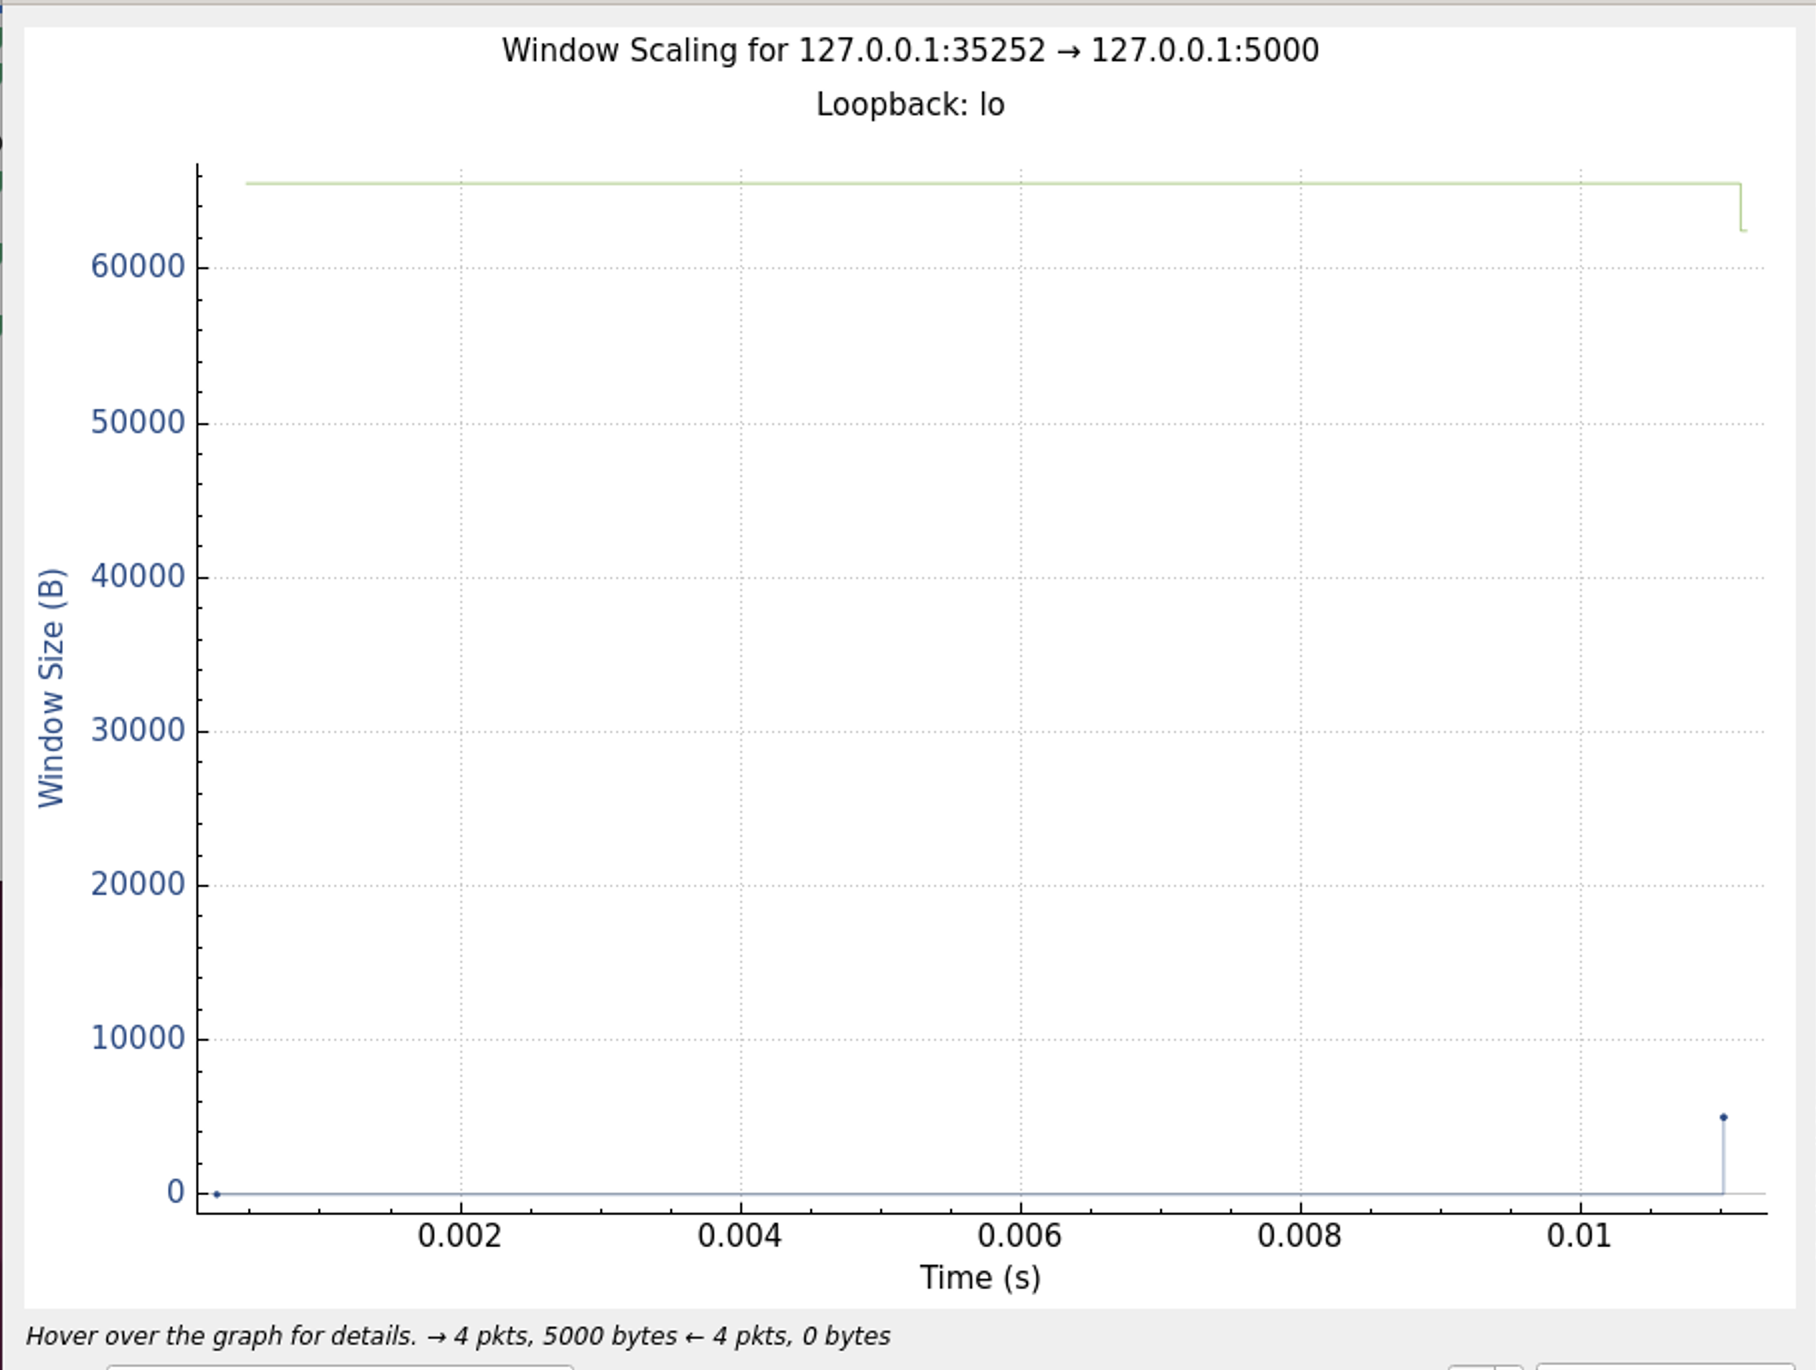 Window Scaling for 127.0.0.1:35252 → 127.0.0.1:5000
Loopback: lo
Window Size (B)
60000
50000
40000
30000
20000
10000
0
0.002 0.004 0.006 0.008 0.01
Time (s)
Hover over the graph for details. → 4 pkts, 5000 bytes ← 4 pkts, 0 bytes